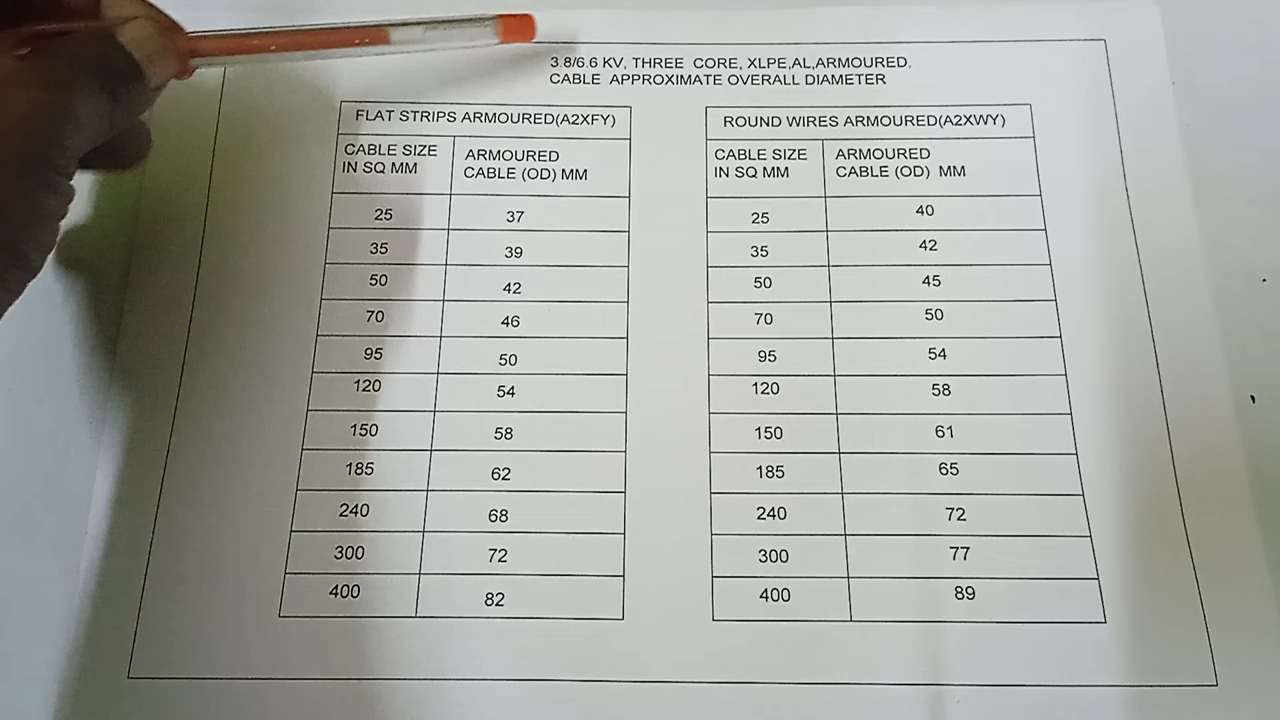 3.8/6.6 KV, THREE CORE, XLPE,AL,ARMOURED,
CABLE APPROXIMATE OVERALL DIAMETER
FLAT STRIPS ARMOURED(A2XFY)
CABLE SIZE
IN SQ MM
ARMOURED
CABLE (OD) MM
25 37
35 39
50 42
70 46
95 50
120 54
150 58
185 62
240 68
300 72
400 82
ROUND WIRES ARMOURED(A2XWY)
CABLE SIZE
IN SQ MM
ARMOURED
CABLE (OD) MM
25 40
35 42
50 45
70 50
95 54
120 58
150 61
185 65
240 72
300 77
400 89